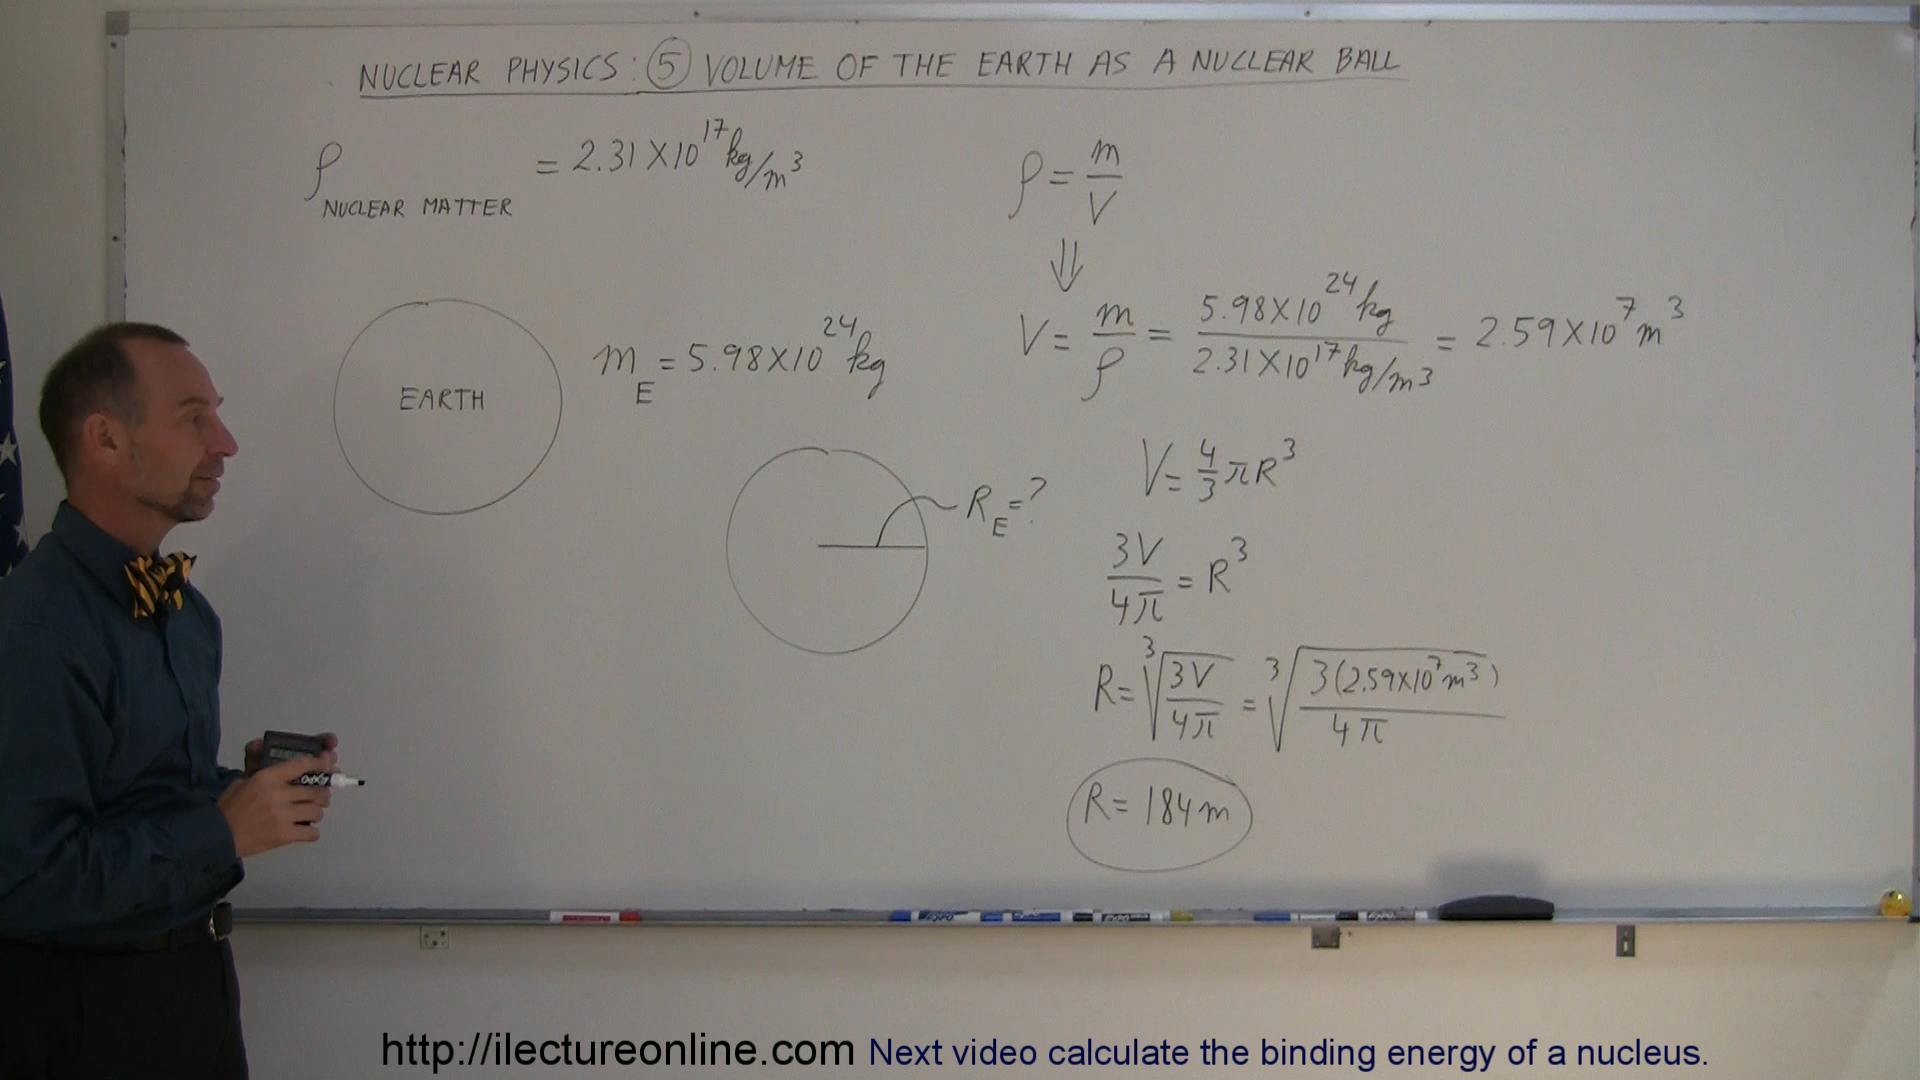 NUCLEAR PHYSICS: ⑤ VOLUME OF THE EARTH AS A NUCLEAR BALL
ρ NUCLEAR MATTER = 2.31 X 10^17 kg/m^3
ρ = m/V
⇓
EARTH
m_E = 5.98 X 10^24 kg
V = m/ρ = 5.98 X 10^24 kg / 2.31 X 10^17 kg/m^3 = 2.59 X 10^7 m^3
V = 4/3 π R^3
R_E = ?
3V/4π = R^3
R = ∛(3V/4π) = ∛(3(2.59 X 10^7 m^3)/4π)
R = 184 m
EXPO
http://ilectureonline.com Next video calculate the binding energy of a nucleus.